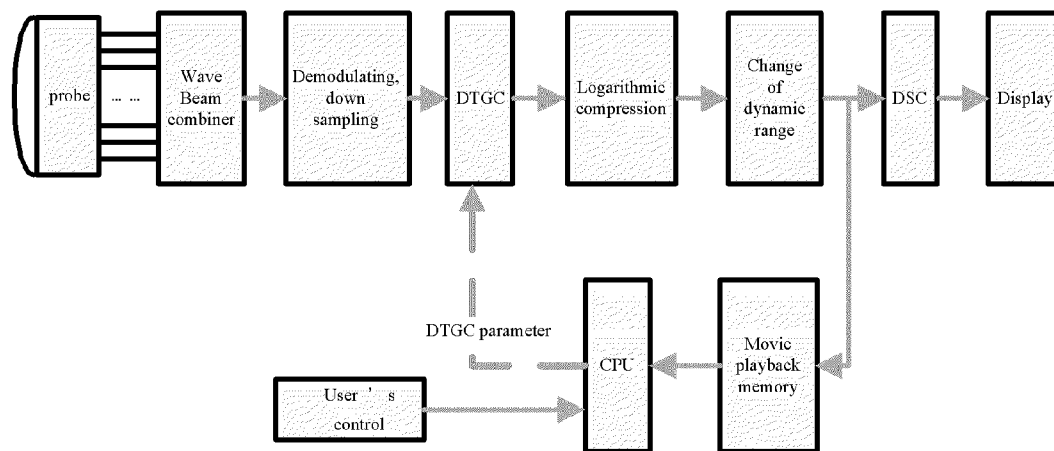 probe
... ...
Wave
Beam
combiner
Demodulating,
down
sampling
DTGC
Logarithmic
compression
Change
of
dynamic
range
DSC
Display
DTGC parameter
CPU
Movic
playback
memory
User ’ s
control